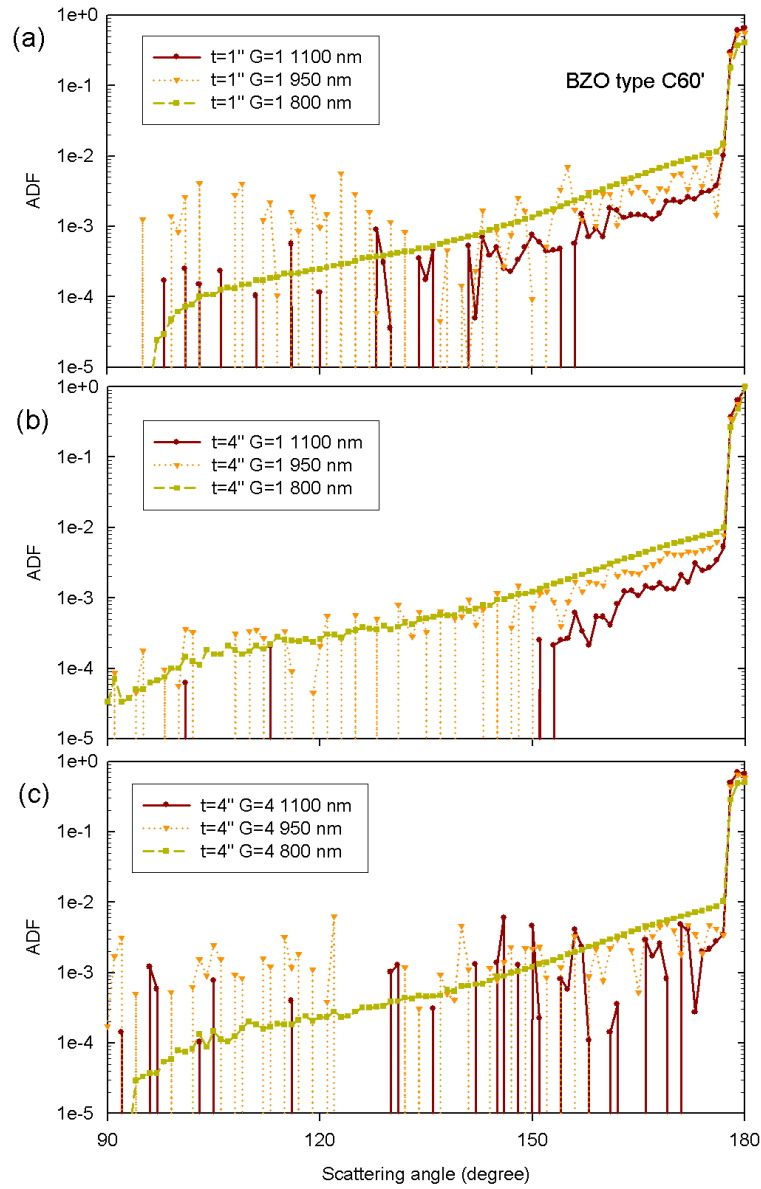 (a)
1e+0
1e-1
1e-2
1e-3
1e-4
1e-5
ADF
t=1" G=1 1100 nm
t=1" G=1 950 nm
t=1" G=1 800 nm
BZO type C60'
(b)
1e+0
1e-1
1e-2
1e-3
1e-4
1e-5
ADF
t=4" G=1 1100 nm
t=4" G=1 950 nm
t=4" G=1 800 nm
(c)
1e+0
1e-1
1e-2
1e-3
1e-4
1e-5
ADF
t=4" G=4 1100 nm
t=4" G=4 950 nm
t=4" G=4 800 nm
90 120 150 180
Scattering angle (degree)